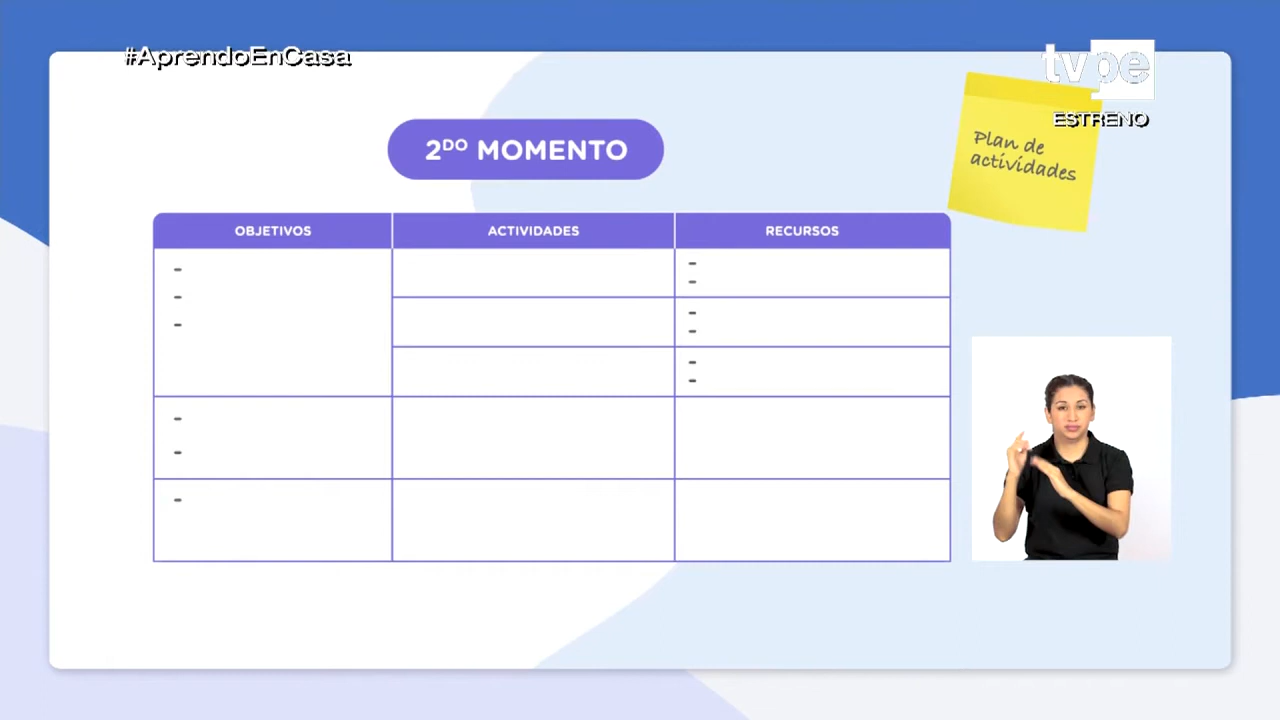 #AprendoEnCasa
tvpe
ESTRENO
Plan de
actividades
2DO MOMENTO
OBJETIVOS ACTIVIDADES RECURSOS
- -
- -
- -
-
-
-
-
-
-